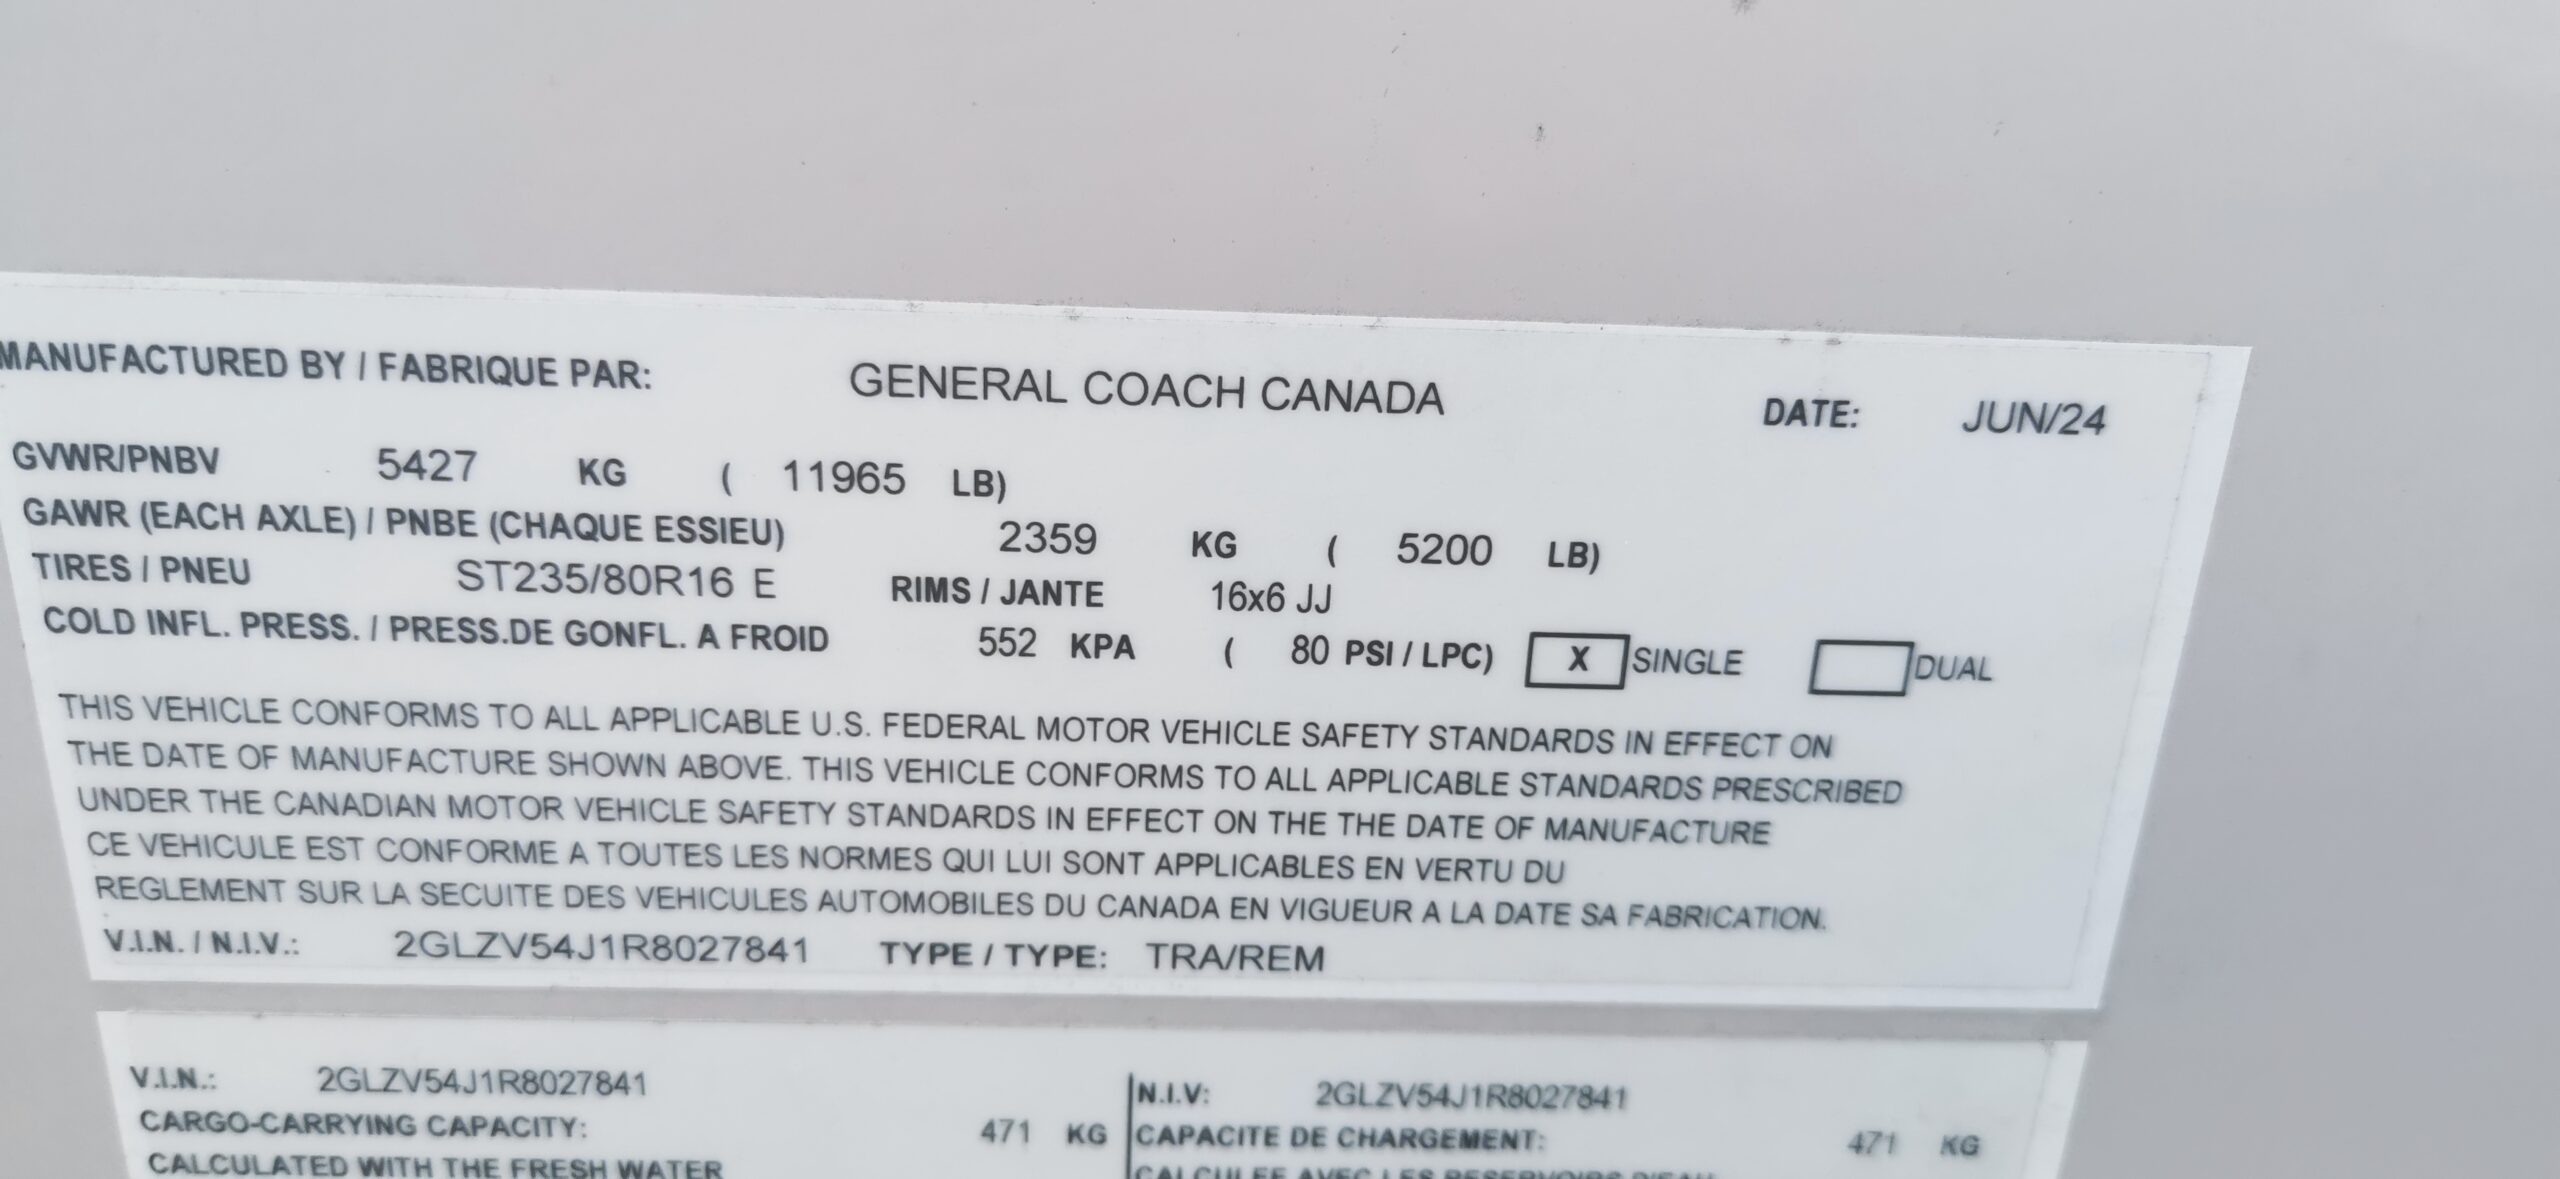 MANUFACTURED BY / FABRIQUE PAR: GENERAL COACH CANADA DATE: JUN/24
GVWR/PNBV 5427 KG ( 11965 LB)
GAWR (EACH AXLE) / PNBE (CHAQUE ESSIEU) 2359 KG ( 5200 LB)
TIRES / PNEU ST235/80R16 E RIMS / JANTE 16x6 JJ
COLD INFL. PRESS. / PRESS.DE GONFL. A FROID 552 KPA ( 80 PSI / LPC) X SINGLE DUAL
THIS VEHICLE CONFORMS TO ALL APPLICABLE U.S. FEDERAL MOTOR VEHICLE SAFETY STANDARDS IN EFFECT ON
THE DATE OF MANUFACTURE SHOWN ABOVE. THIS VEHICLE CONFORMS TO ALL APPLICABLE STANDARDS PRESCRIBED
UNDER THE CANADIAN MOTOR VEHICLE SAFETY STANDARDS IN EFFECT ON THE THE DATE OF MANUFACTURE
CE VEHICULE EST CONFORME A TOUTES LES NORMES QUI LUI SONT APPLICABLES EN VERTU DU
REGLEMENT SUR LA SECUITE DES VEHICULES AUTOMOBILES DU CANADA EN VIGUEUR A LA DATE SA FABRICATION.
V.I.N. / N.I.V.: 2GLZV54J1R8027841 TYPE / TYPE: TRA/REM
V.I.N.: 2GLZV54J1R8027841
CARGO-CARRYING CAPACITY: 471 KG
CALCULATED WITH THE FRESH WATER
N.I.V: 2GLZV54J1R8027841
CAPACITE DE CHARGEMENT: 471 KG
CALCULEE AVEC LES RESERVOIRS D'EAU